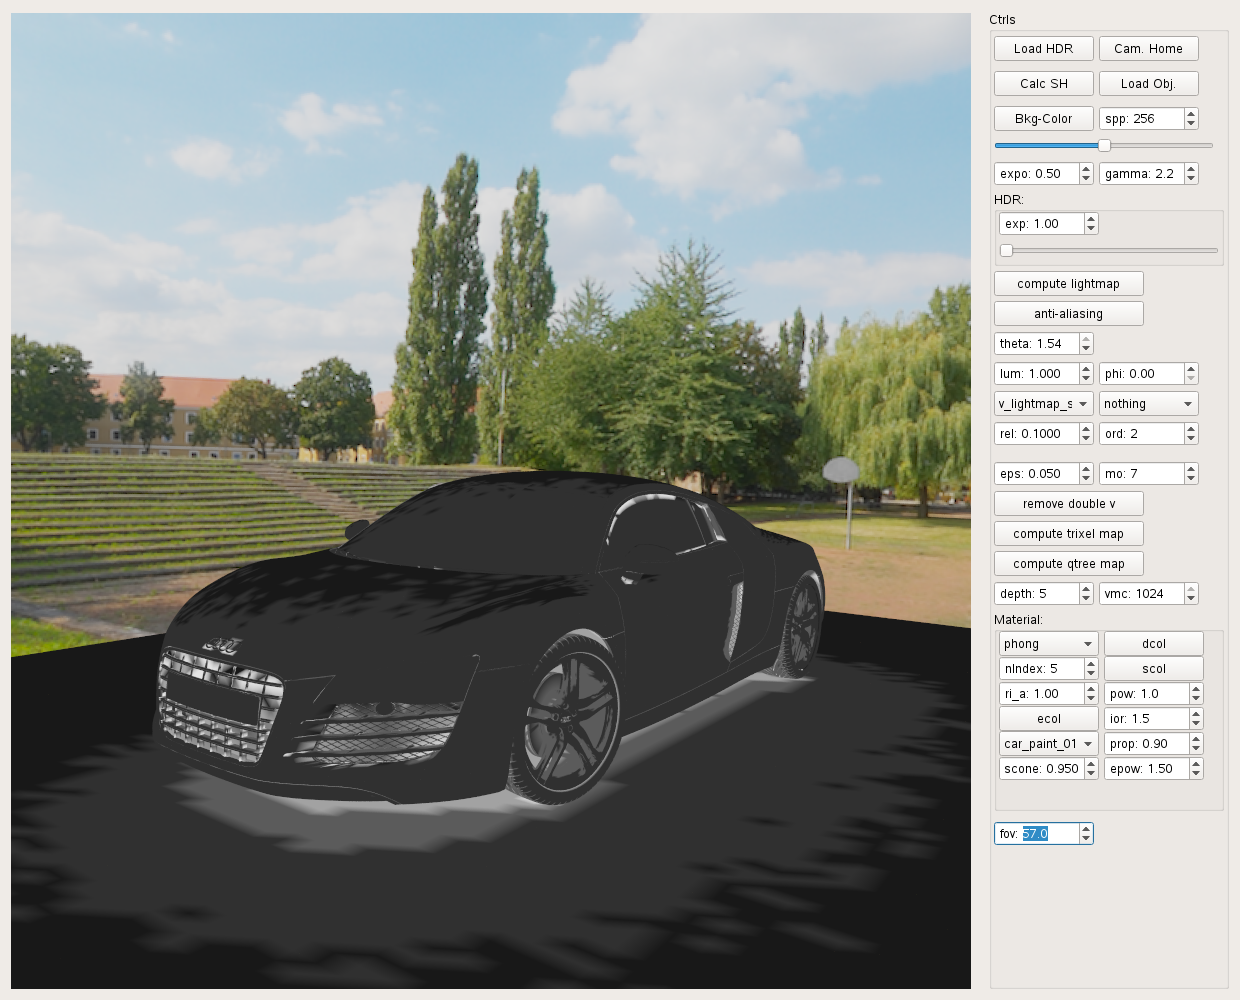 Ctrls
Load HDR Cam. Home
Calc SH Load Obj.
Bkg-Color spp: 256
expo: 0.50 gamma: 2.2
HDR:
exp: 1.00
compute lightmap
anti-aliasing
theta: 1.54
lum: 1.000 phi: 0.00
v_lightmap_s nothing
rel: 0.1000 ord: 2
eps: 0.050 mo: 7
remove double v
compute trixel map
compute qtree map
depth: 5 vmc: 1024
Material:
phong dcol
nIndex: 5 scol
ri_a: 1.00 pow: 1.0
ecol ior: 1.5
car_paint_01 prop: 0.90
scone: 0.950 epow: 1.50
fov: 57.0